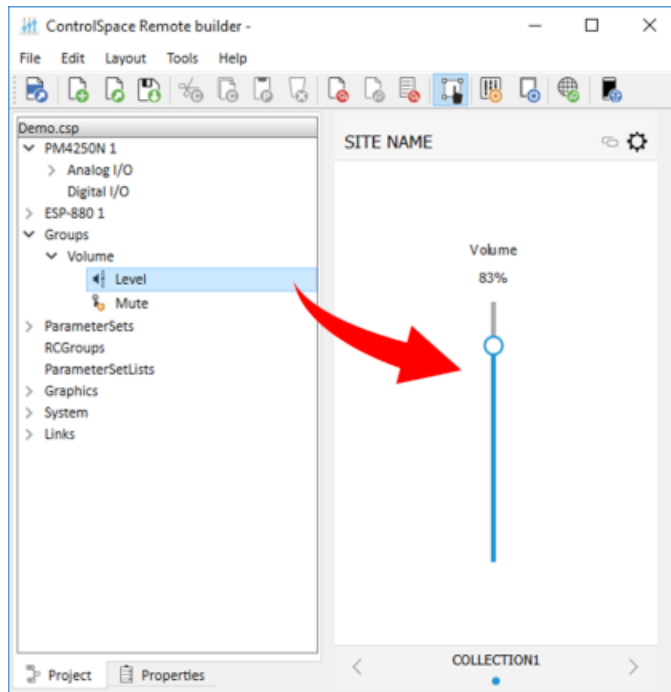 ControlSpace Remote builder -
File Edit Layout Tools Help
Demo.csp
PM4250N 1
Analog I/O
Digital I/O
ESP-880 1
Groups
Volume
Level
Mute
ParameterSets
RCGroups
ParameterSetLists
Graphics
System
Links
Project Properties
SITE NAME
Volume
83%
COLLECTION1